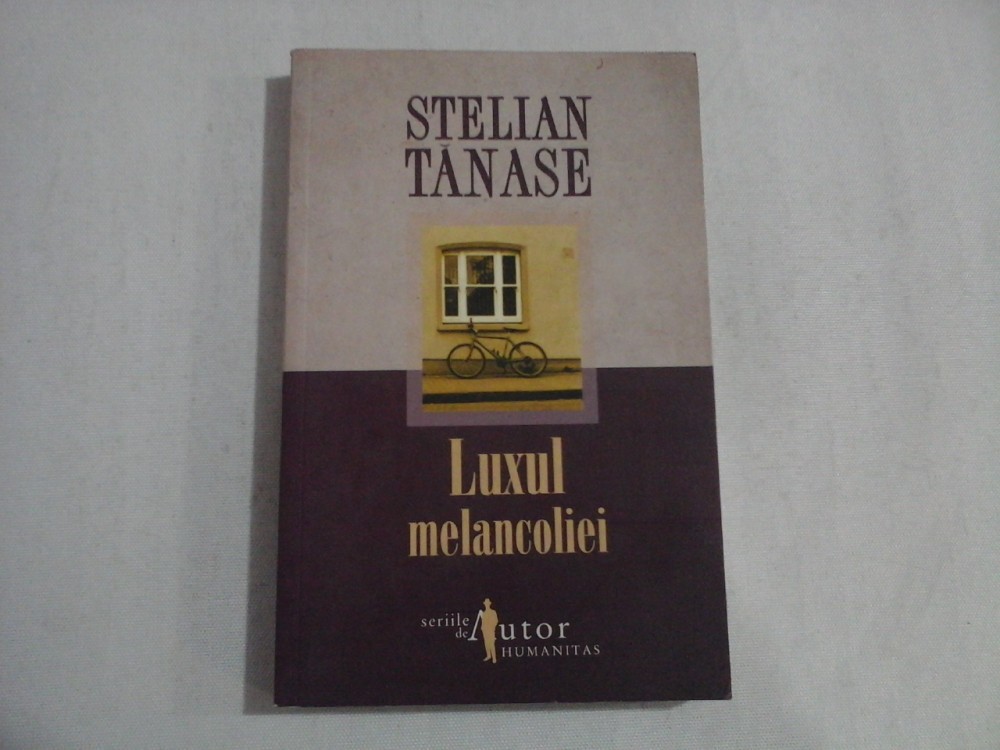 STELIAN
TĂNASE
Luxul
melancoliei
seriile
de Autor
HUMANITAS